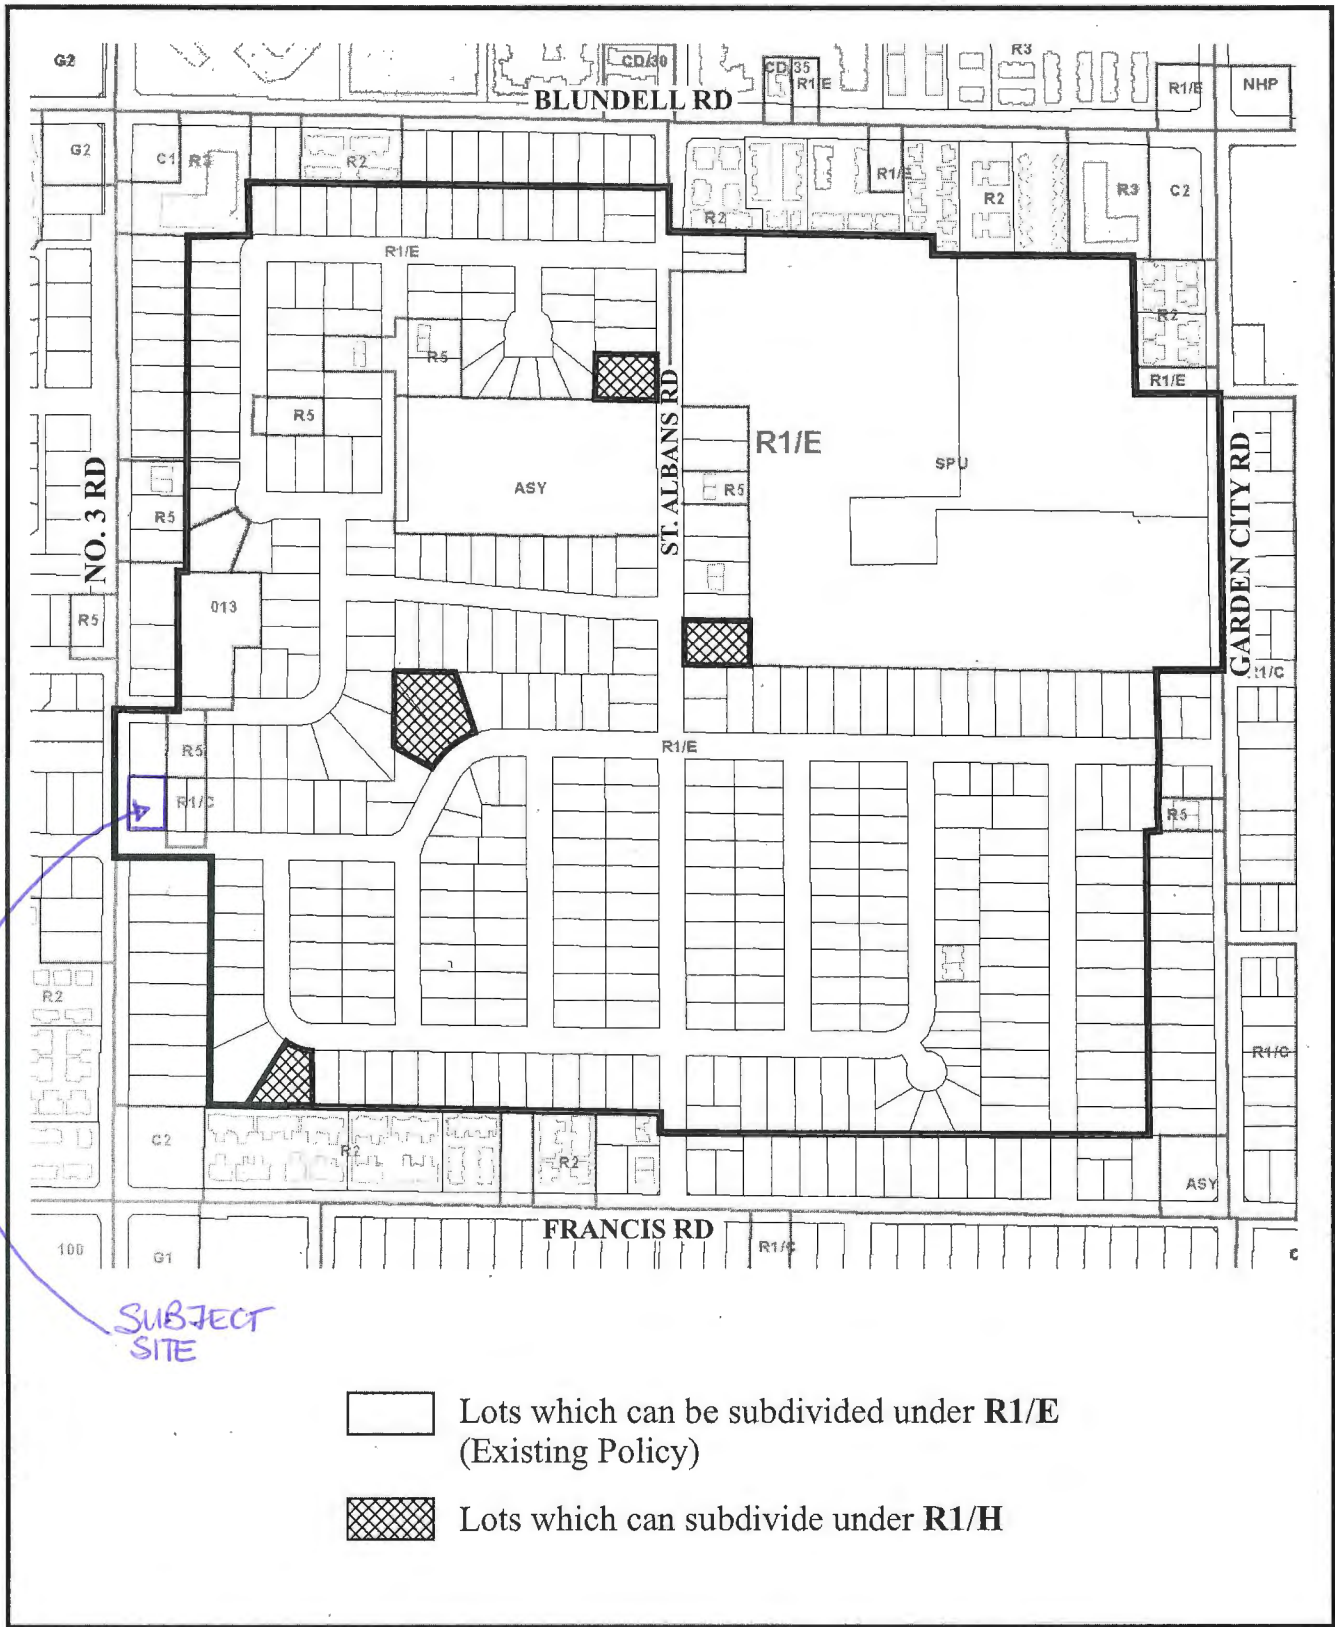 G2
CD/30
CD/35
R1/E
R3
R1/E
NHP
BLUNDELL RD
G2
C1
R3
R2
R2
R1/E
R2
R3
C2
R1/E
R2
R1/E
R5
R5
ST. ALBANS RD
R1/E
SPU
ASY
R5
NO. 3 RD
R5
GARDEN CITY RD
013
R5
R1/C
R5
R1/E
R1/C
R5
R2
R1/C
C2
R2
R2
ASY
FRANCIS RD
100
G1
R1/C
C
SUBJECT
SITE
Lots which can be subdivided under R1/E
(Existing Policy)
Lots which can subdivide under R1/H